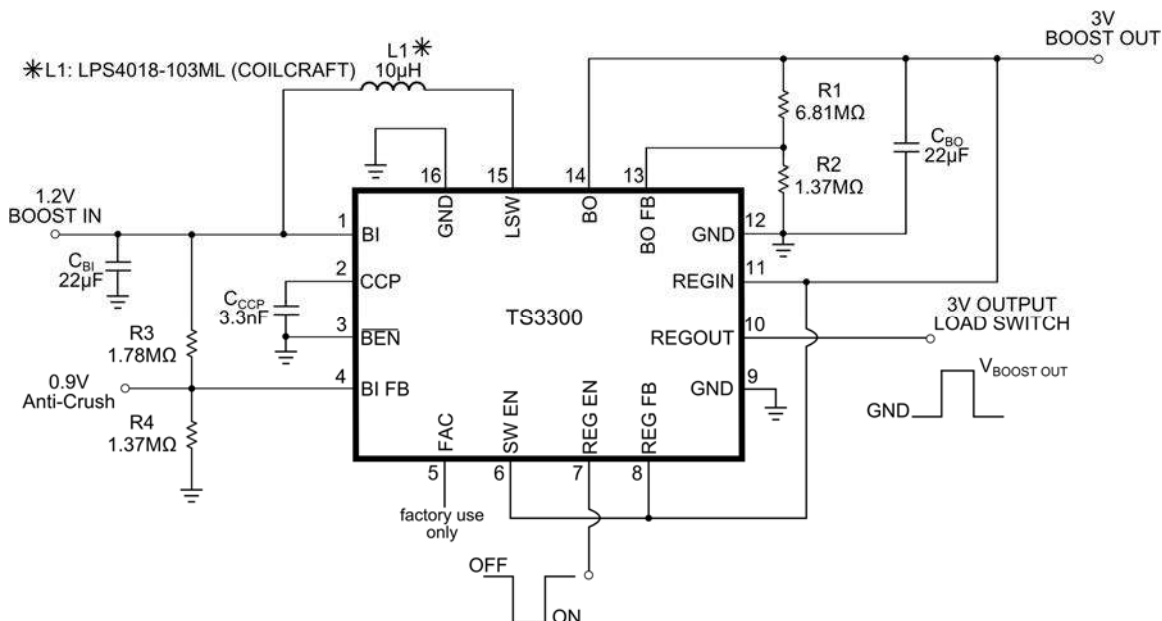 3V
BOOST OUT
✳L1: LPS4018-103ML (COILCRAFT)
L1✳
10µH
R1
6.81MΩ
CBO
22µF
R2
1.37MΩ
16
15
14
13
GND
LSW
BO
BO FB
1.2V
BOOST IN
1
BI
GND
12
CBI
22µF
2
CCP
REGIN
11
CCCP
3.3nF
TS3300
3V OUTPUT
LOAD SWITCH
3
BEN
REGOUT
10
R3
1.78MΩ
0.9V
Anti-Crush
4
BI FB
GND
9
VBOOST OUT
GND
R4
1.37MΩ
FAC
SW EN
REG EN
REG FB
5
6
7
8
factory use
only
OFF
ON